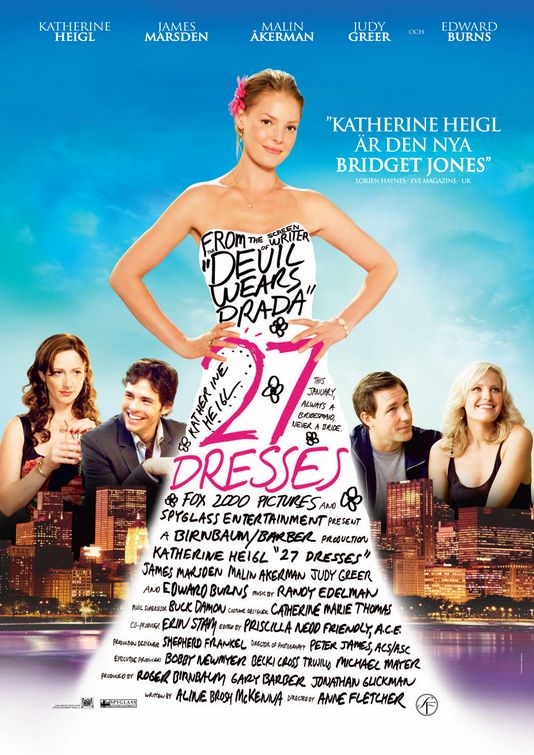 KATHERINE HEIGL JAMES MARSDEN MALIN ÅKERMAN JUDY GREER OCH EDWARD BURNS
"KATHERINE HEIGL
ÄR DEN NYA
BRIDGET JONES"
LORIEN HAYNES - EVE MAGAZINE - UK
FROM THE SCREEN
WRITER
OF
"DEVIL
WEARS
PRADA"
KATHERINE
HEIGL
27
THIS
JANUARY,
ALWAYS A
BRIDESMAID,
NEVER A BRIDE.
DRESSES
FOX 2000 PICTURES AND
SPYGLASS ENTERTAINMENT PRESENT
A BIRNBAUM/BARBER PRODUCTION
KATHERINE HEIGL "27 DRESSES"
JAMES MARSDEN MALIN AKERMAN JUDY GREER
AND EDWARD BURNS MUSIC BY RANDY EDELMAN
MUSIC SUPERVISOR BUCK DAMON COSTUME DESIGNER CATHERINE MARIE THOMAS
CO-PRODUCER ERIN STAM EDITED BY PRISCILLA NEDD FRIENDLY, A.C.E.
PRODUCTION DESIGNER SHEPHERD FRANKEL DIRECTOR OF PHOTOGRAPHY PETER JAMES, ACS/ASC
EXECUTIVE PRODUCERS BOBBY NEWMYER BECKI CROSS TRUJILLO MICHAEL MAYER
PRODUCED BY ROGER BIRNBAUM GARY BARBER JONATHAN GLICKMAN
WRITTEN BY ALINE BROSH MCKENNA DIRECTED BY ANNE FLETCHER
SPYGLASS
SF